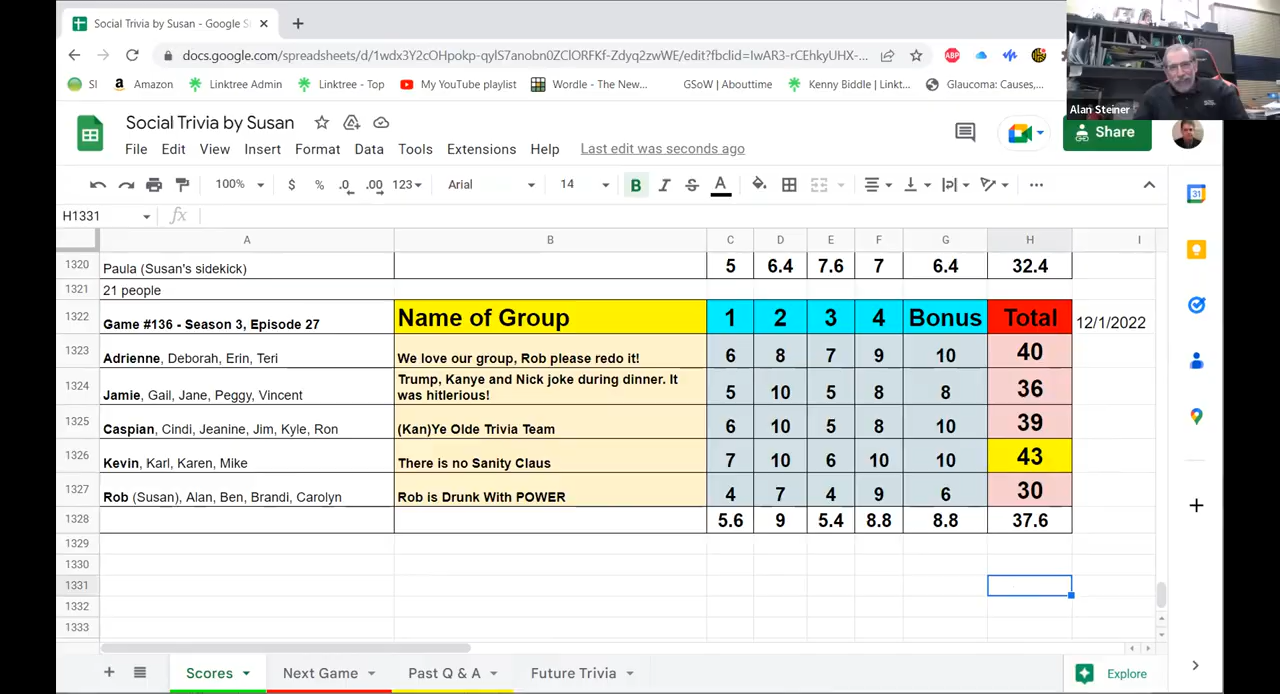 Social Trivia by Susan - Google S
docs.google.com/spreadsheets/d/
ABP
SI
Amazon
Linktree Admin
Linktree - Top
My YouTube playlist
Wordle - The New...
GSoW | Abouttime
Kenny Biddle | Linkt...
Glaucoma: Causes,...
Alan Steiner
Social Trivia by Susan
Share
File Edit View Insert Data Tools Extensions Help Last edit was seconds ago
100% $ % .0 .00 123 Arial 14 B I S A
31
H1331 fx
A B C D E F G H I
1320 Paula (Susan's sidekick) 5 6.4 7.6 7 6.4 32.4
1321 21 people
1322 Game #136 - Season 3, Episode 27 Name of Group 1 2 3 4 Bonus Total 12/1/2022
1323 Adrienne, Deborah, Erin, Teri We love our group, Rob please redo it! 6 8 7 9 10 40
1324 Jamie, Gail, Jane, Peggy, Vincent Trump, Kanye and Nick joke during dinner. It
was hitlerious! 5 10 5 8 8 36
1325 Caspian, Cindi, Jeanine, Jim, Kyle, Ron (Kan)Ye Olde Trivia Team 6 10 5 8 10 39
1326 Kevin, Karl, Karen, Mike There is no Sanity Claus 7 10 6 10 10 43
1327 Rob (Susan), Alan, Ben, Brandi, Carolyn Rob is Drunk With POWER 4 7 4 9 6 30
1328 5.6 9 5.4 8.8 8.8 37.6
1329
1330
1331
1332
1333
Scores Next Game Past Q & A Future Trivia Explore